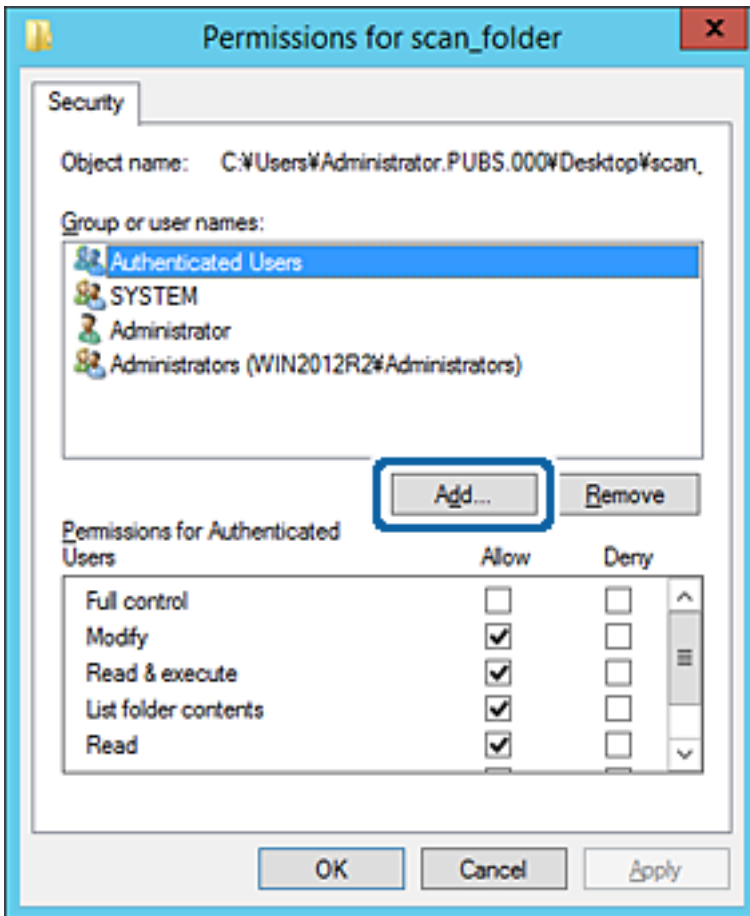 Permissions for scan_folder
x
Security
Object name: C:¥Users¥Administrator.PUBS.000¥Desktop¥scan_
Group or user names:
Authenticated Users
SYSTEM
Administrator
Administrators (WIN2012R2¥Administrators)
Add... Remove
Permissions for Authenticated
Users Allow Deny
Full control
Modify
Read & execute
List folder contents
Read
OK Cancel Apply